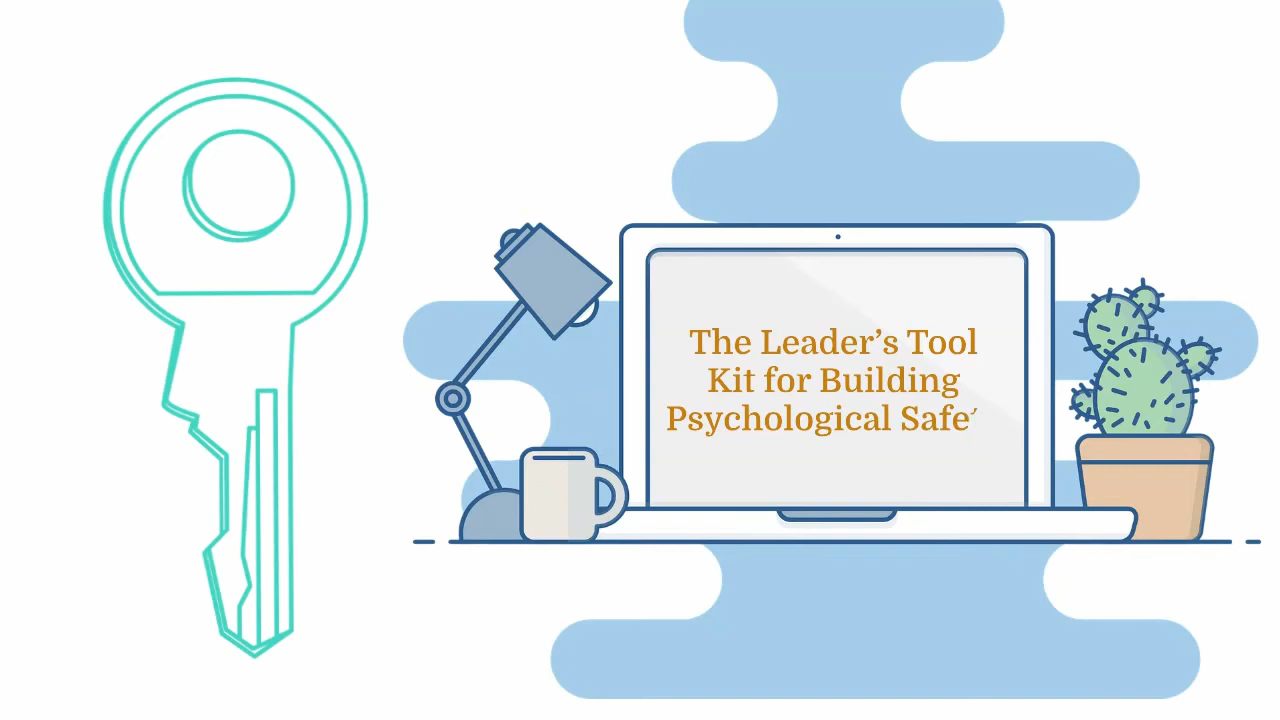 The Leader’s Tool
Kit for Building
Psychological Safe